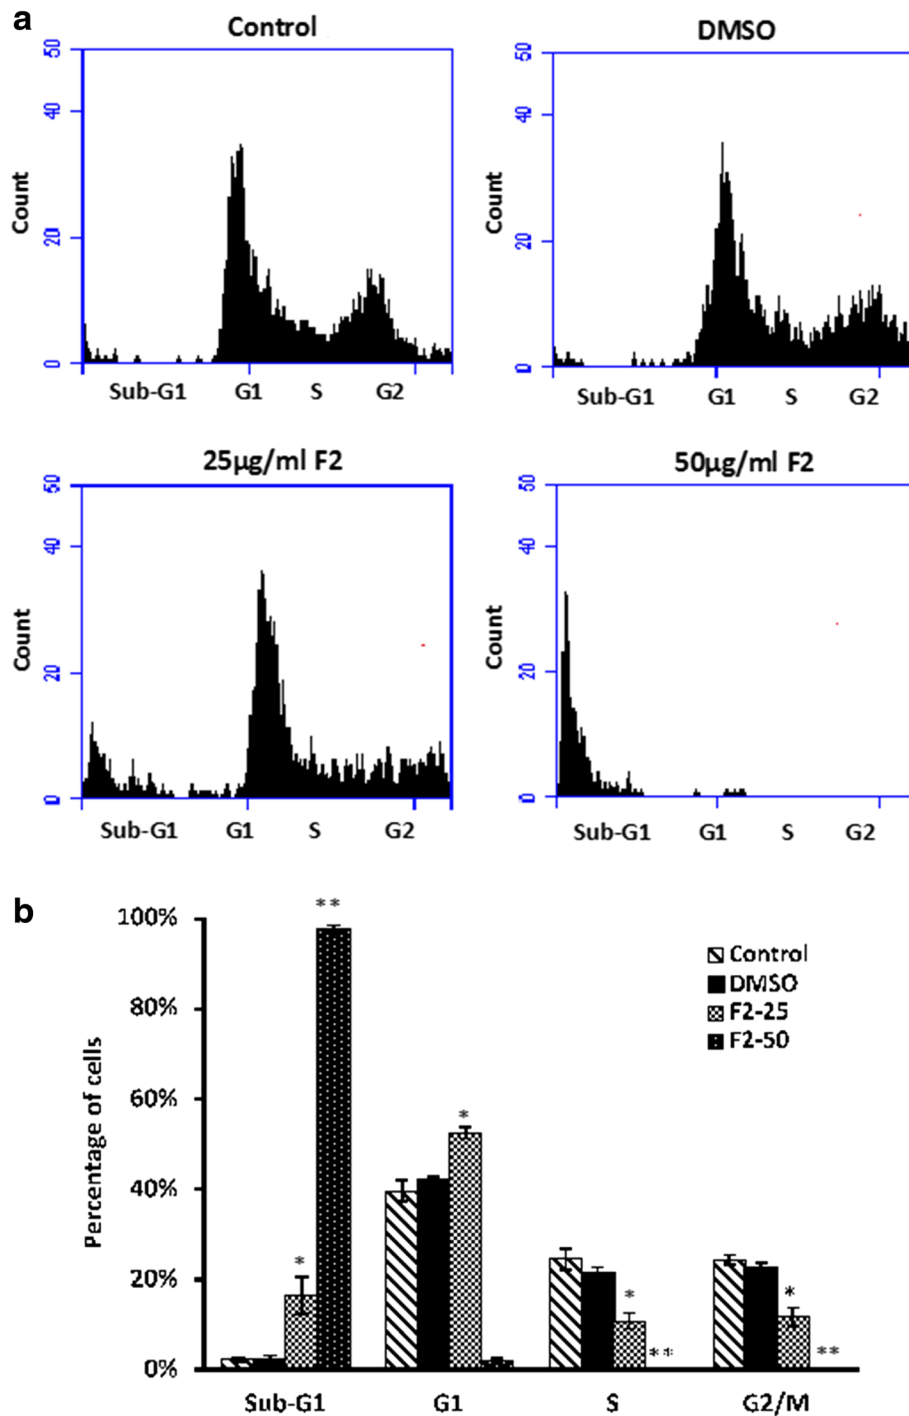 a
Control
DMSO
50
40
20
0
Count
Sub-G1 G1 S G2
50
40
20
0
Count
Sub-G1 G1 S G2
25µg/ml F2
50µg/ml F2
50
40
20
0
Count
Sub-G1 G1 S G2
50
40
20
0
Count
Sub-G1 G1 S G2
b
100%
80%
60%
40%
20%
0%
Percentage of cells
**
*
*
*
**
*
**
Control
DMSO
F2-25
F2-50
Sub-G1 G1 S G2/M